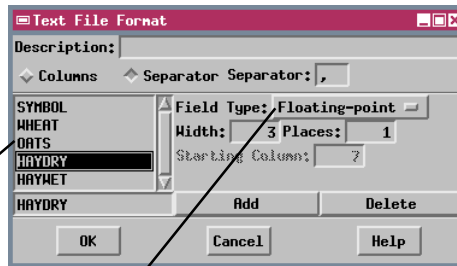 Text File Format
Description:
Columns Separator Separator: ,
SYMBOL
WHEAT
OATS
HAYDRY
HAYWET
HAYDRY
Field Type: Floating-point
Width: 3 Places: 1
Starting Column: 7
Add Delete
OK Cancel Help